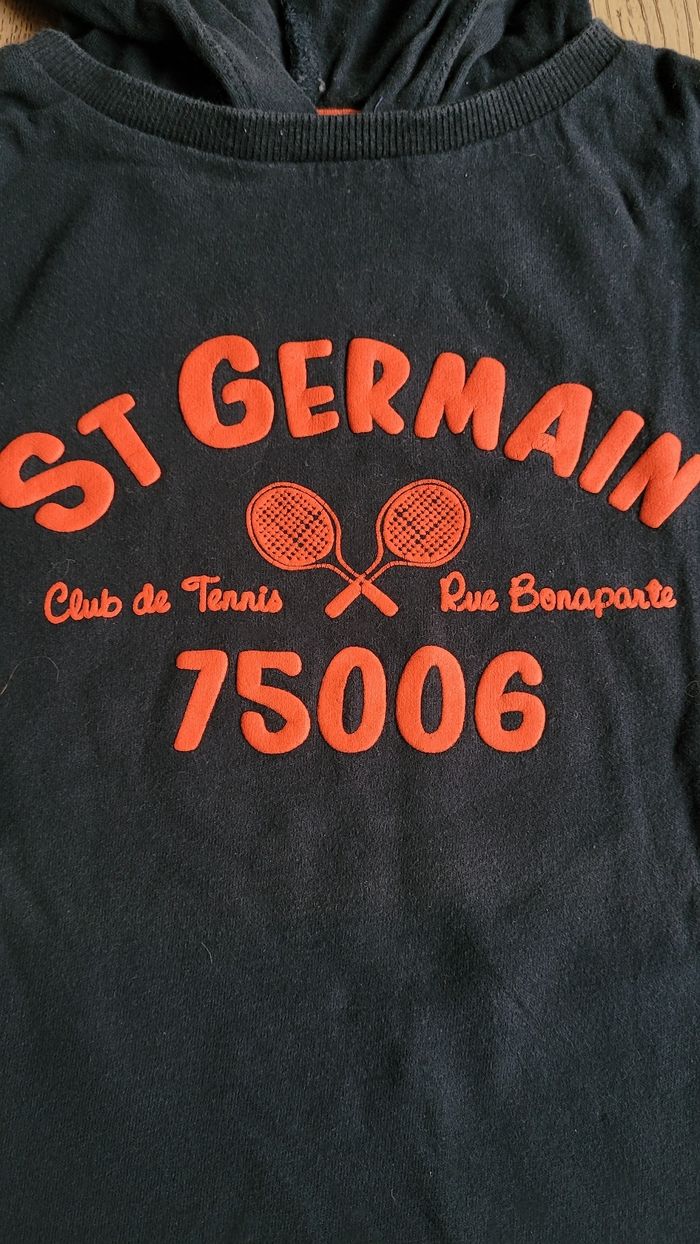 ST GERMAIN
Club de Tennis Rue Bonaparte
75006